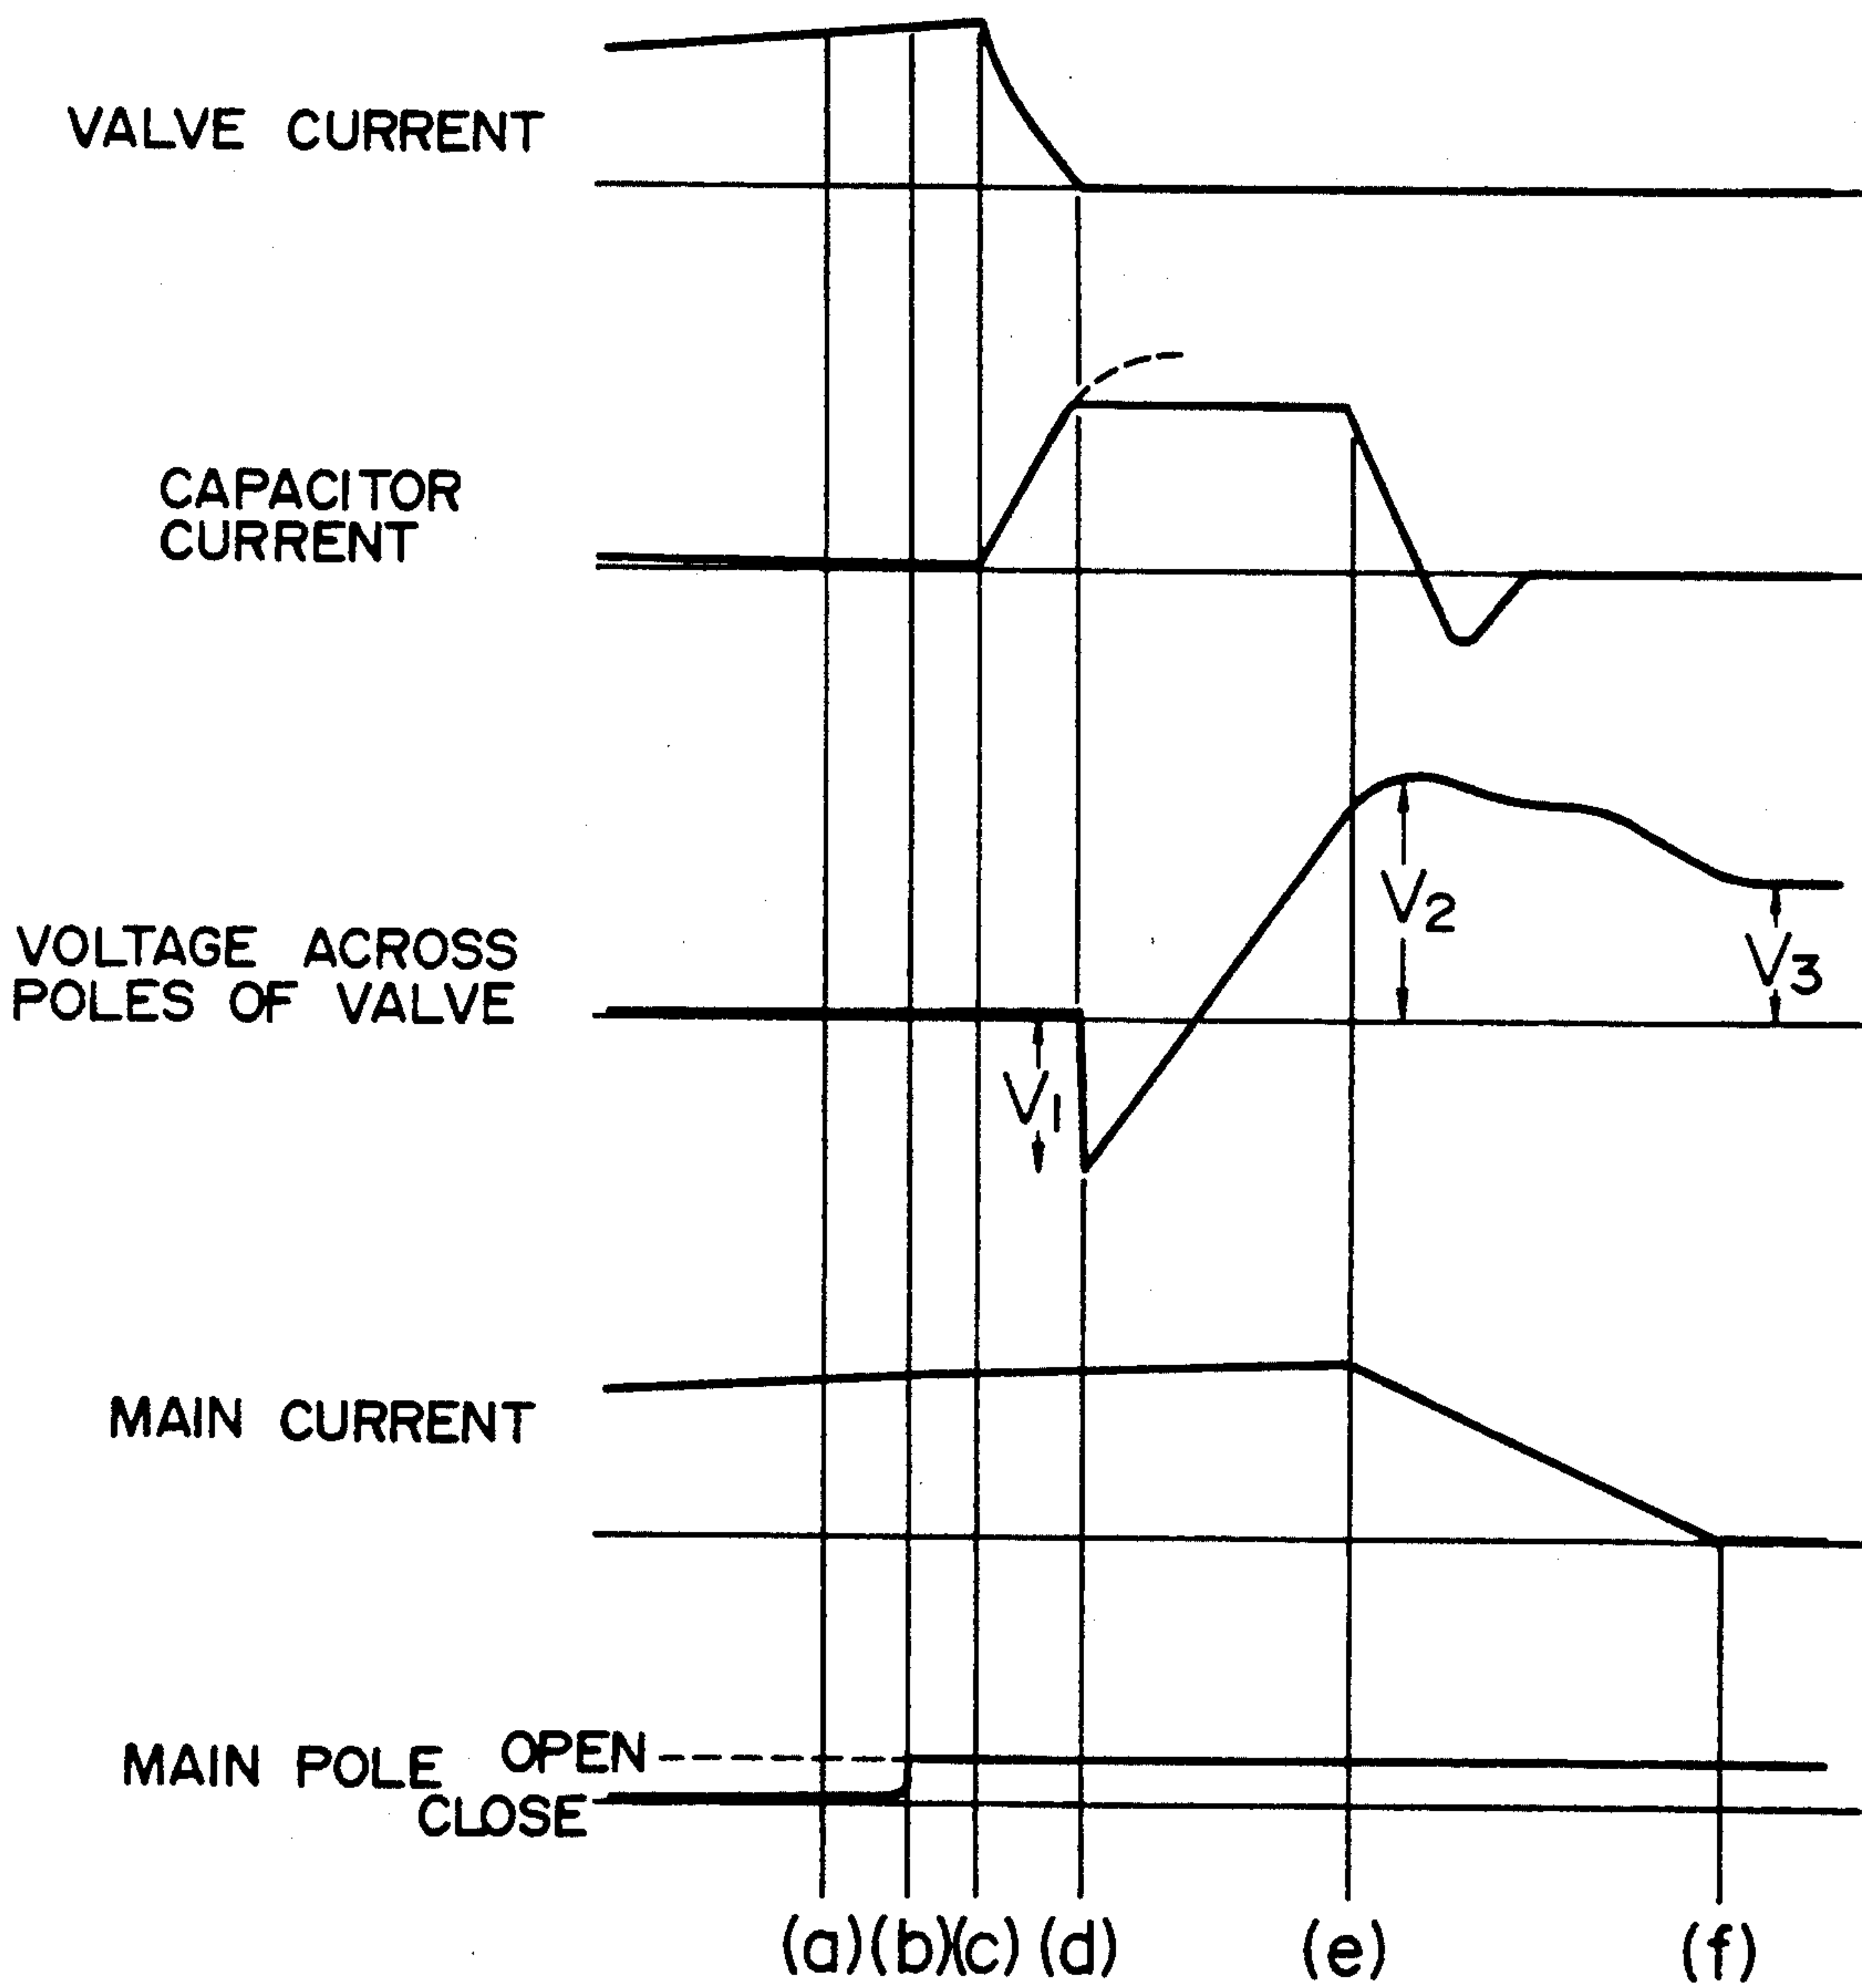 VALVE CURRENT
CAPACITOR
CURRENT
VOLTAGE ACROSS
POLES OF VALVE
V1
V2
V3
MAIN CURRENT
MAIN POLE OPEN
CLOSE
(a) (b) (c) (d) (e) (f)